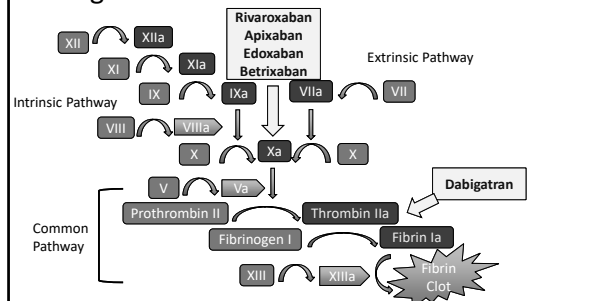 Rivaroxaban
Apixaban
Edoxaban
Betrixaban
XII
XIIa
Extrinsic Pathway
XI
XIa
IX
IXa
VIIa
VII
Intrinsic Pathway
VIII
VIIIa
X
Xa
X
V
Va
Dabigatran
Prothrombin II
Thrombin IIa
Common
Pathway
Fibrinogen I
Fibrin Ia
XIII
XIIIa
Fibrin
Clot